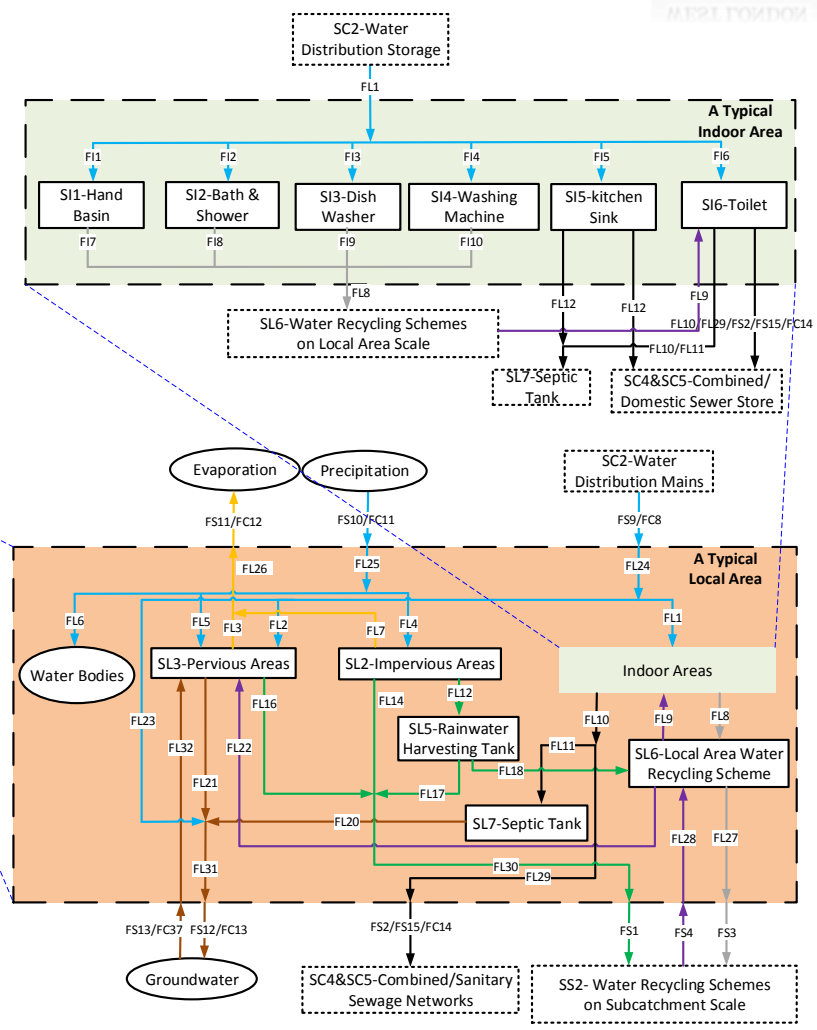 WEST LONDON
SC2-Water
Distribution Storage
FL1
A Typical
Indoor Area
FI1
FI2
FI3
FI4
FI5
FI6
SI1-Hand
Basin
SI2-Bath &
Shower
SI3-Dish
Washer
SI4-Washing
Machine
SI5-kitchen
Sink
SI6-Toilet
FI7
FI8
FI9
FI10
FL8
FL12
FL12
FL9
SL6-Water Recycling Schemes
on Local Area Scale
FL10/FL29/FS2/FS15/FC14
FL10/FL11
SL7-Septic
Tank
SC4&SC5-Combined/
Domestic Sewer Store
Evaporation
Precipitation
SC2-Water
Distribution Mains
FS11/FC12
FS10/FC11
FS9/FC8
A Typical
Local Area
FL26
FL25
FL24
FL6
FL5
FL3
FL2
FL7
FL4
FL1
Water Bodies
SL3-Pervious Areas
SL2-Impervious Areas
Indoor Areas
FL16
FL14
FL12
FL10
FL9
FL8
FL23
FL32
FL22
SL5-Rainwater
Harvesting Tank
FL11
SL6-Local Area Water
Recycling Scheme
FL21
FL18
FL17
FL20
SL7-Septic Tank
FL28
FL27
FL31
FL30
FL29
FS13/FC37
FS12/FC13
FS2/FS15/FC14
FS1
FS4
FS3
Groundwater
SC4&SC5-Combined/Sanitary
Sewage Networks
SS2- Water Recycling Schemes
on Subcatchment Scale